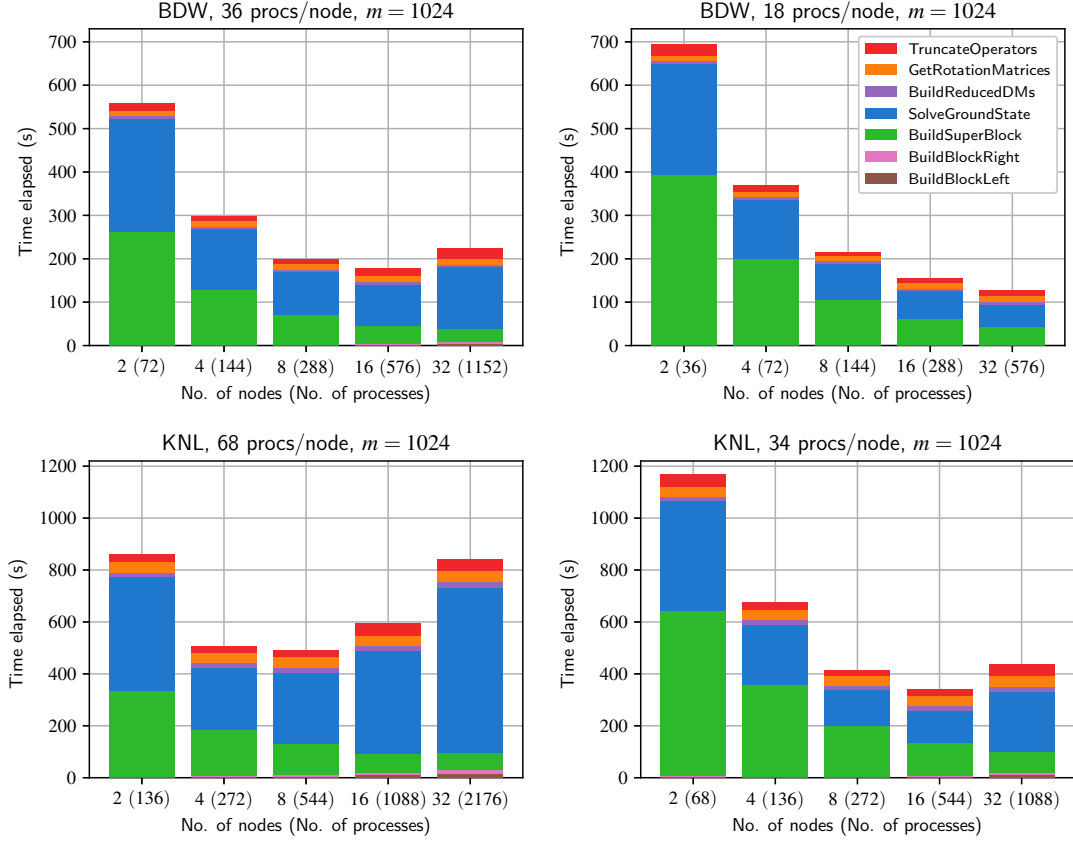 BDW, 36 procs/node, m = 1024
Time elapsed (s)
700
600
500
400
300
200
100
0
2 (72) 4 (144) 8 (288) 16 (576) 32 (1152)
No. of nodes (No. of processes)
BDW, 18 procs/node, m = 1024
Time elapsed (s)
700
600
500
400
300
200
100
0
TruncateOperators
GetRotationMatrices
BuildReducedDMs
SolveGroundState
BuildSuperBlock
BuildBlockRight
BuildBlockLeft
2 (36) 4 (72) 8 (144) 16 (288) 32 (576)
No. of nodes (No. of processes)
KNL, 68 procs/node, m = 1024
Time elapsed (s)
1200
1000
800
600
400
200
0
2 (136) 4 (272) 8 (544) 16 (1088) 32 (2176)
No. of nodes (No. of processes)
KNL, 34 procs/node, m = 1024
Time elapsed (s)
1200
1000
800
600
400
200
0
2 (68) 4 (136) 8 (272) 16 (544) 32 (1088)
No. of nodes (No. of processes)